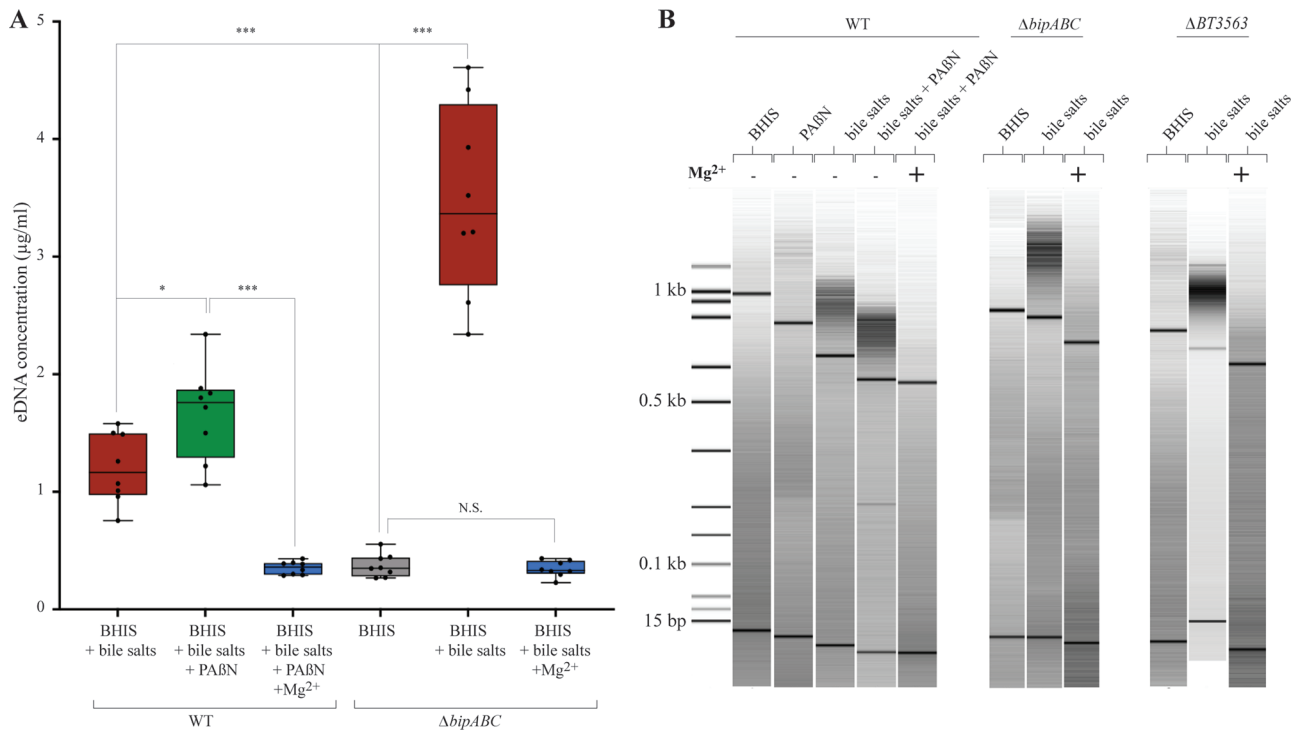 A
B
5
4
3
2
1
0
eDNA concentration (µg/ml)
***
***
*
***
N.S.
BHIS
+ bile salts
BHIS
+ bile salts
+ PAßN
BHIS
+ bile salts
+ PAßN
+Mg²⁺
BHIS
BHIS
+ bile salts
BHIS
+ bile salts
+Mg²⁺
WT
ΔbipABC
WT
ΔbipABC
ΔBT3563
BHIS
PAßN
bile salts
bile salts + PAßN
bile salts + PAßN
BHIS
bile salts
bile salts
BHIS
bile salts
bile salts
Mg²⁺ - - - - + + +
1 kb
0.5 kb
0.1 kb
15 bp